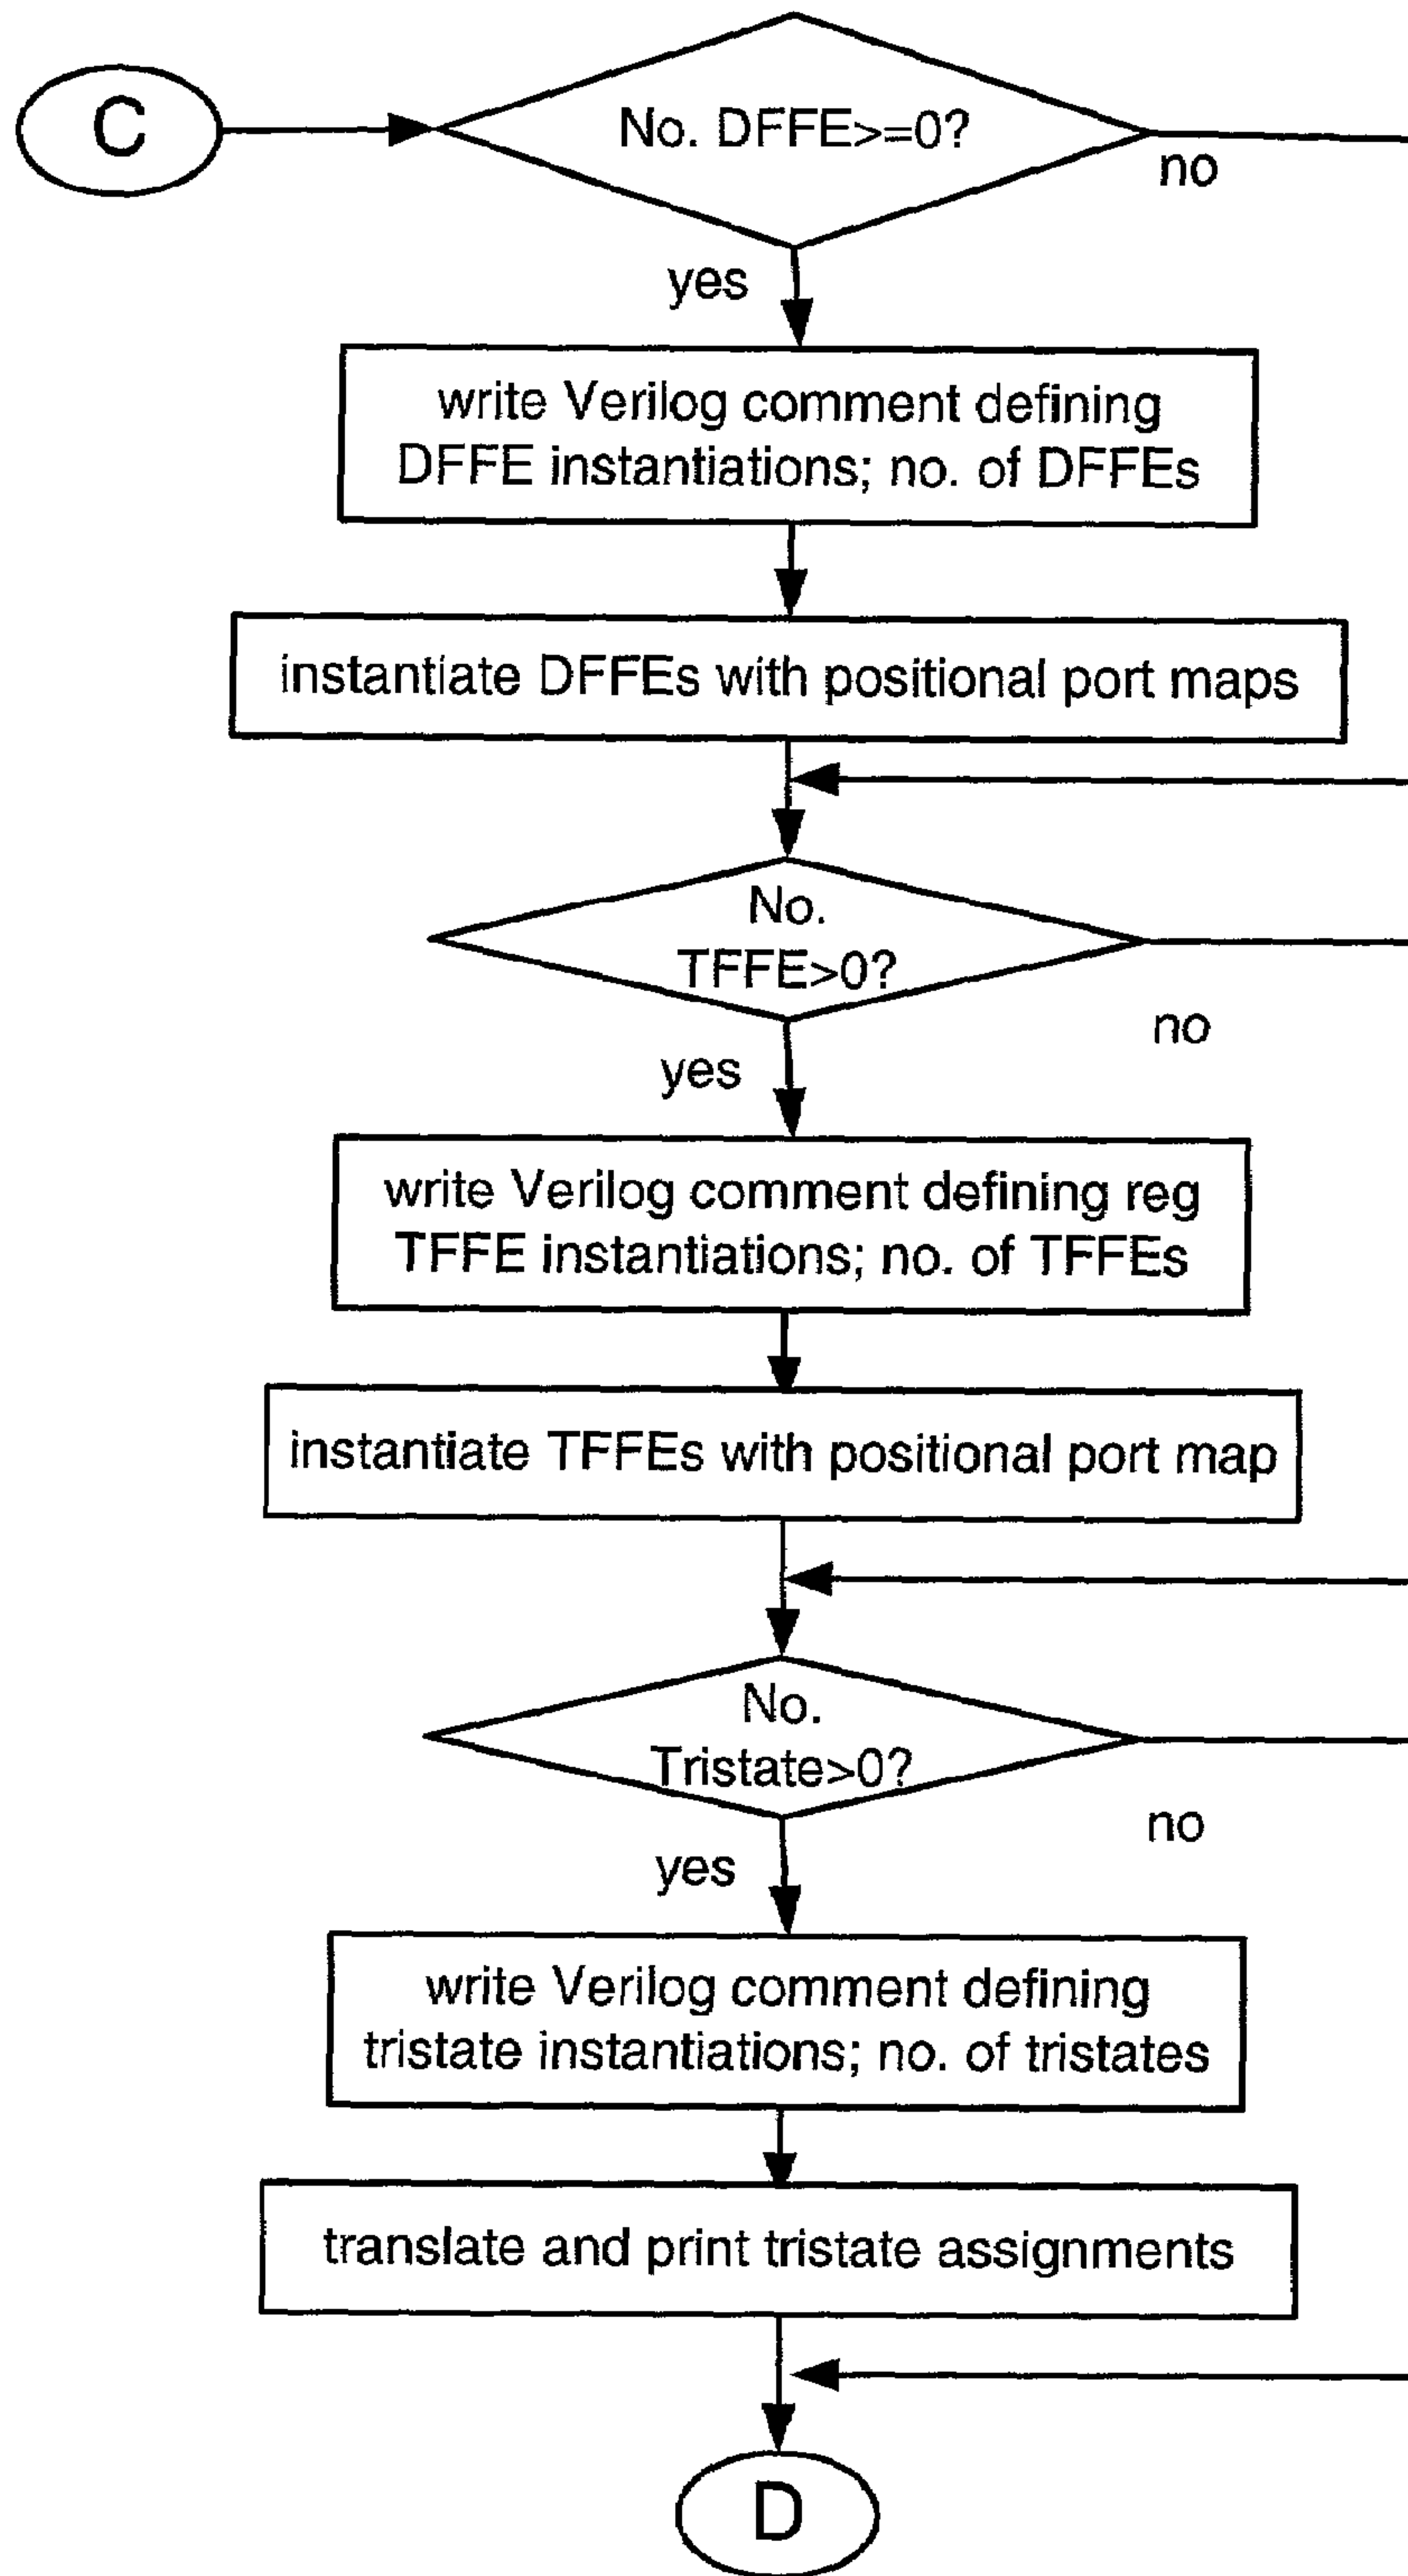 C
No. DFFE>=0?
no
yes
write Verilog comment defining
DFFE instantiations; no. of DFFEs
instantiate DFFEs with positional port maps
No.
TFFE>0?
no
yes
write Verilog comment defining reg
TFFE instantiations; no. of TFFEs
instantiate TFFEs with positional port map
No.
Tristate>0?
no
yes
write Verilog comment defining
tristate instantiations; no. of tristates
translate and print tristate assignments
D